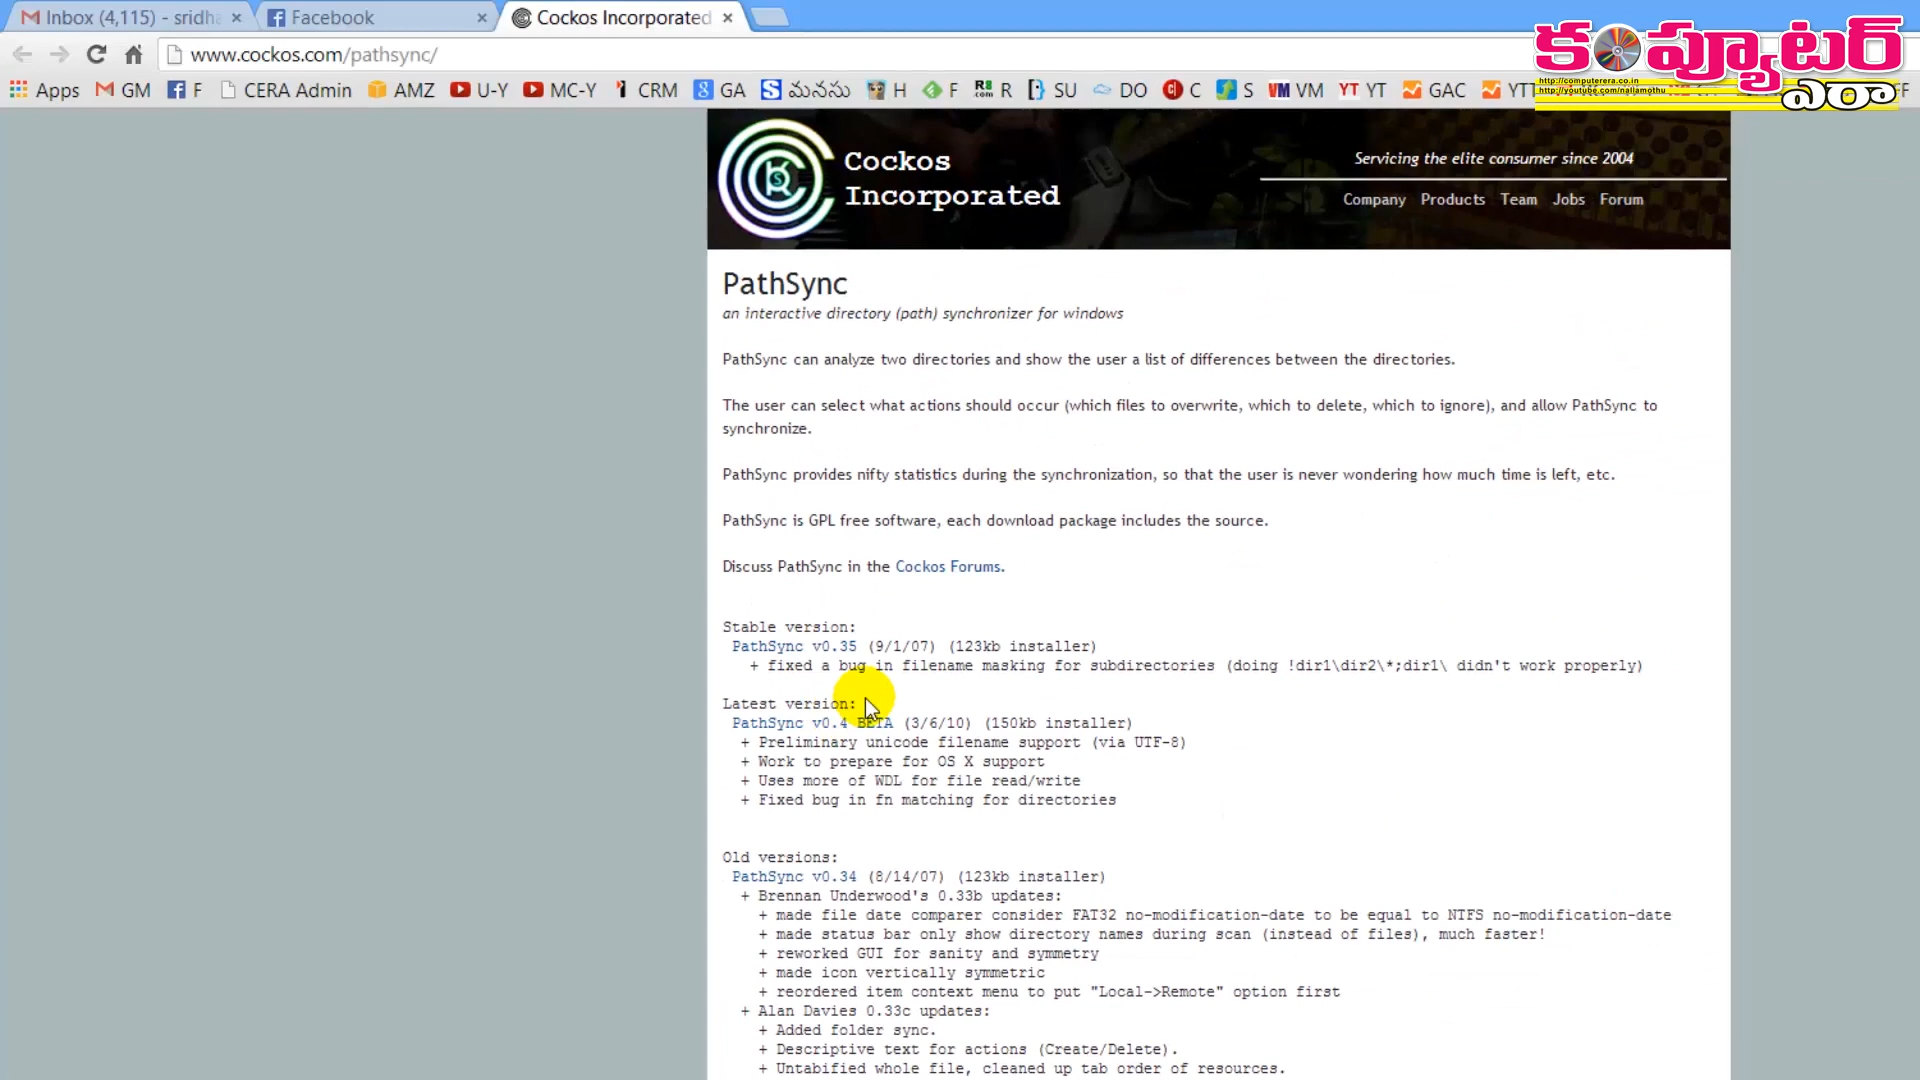 Inbox (4,115) - sridha
Facebook
Cockos Incorporated
www.cockos.com/pathsync/
Apps GM F CERA Admin AMZ U-Y MC-Y CRM GA మనసు H F R SU DO C S VM YT GAC YT
కంప్యూటర్
http://computerera.co.in
http://youtube.com/nallamothu
ఎరా
Cockos
Incorporated
Servicing the elite consumer since 2004
Company Products Team Jobs Forum
PathSync
an interactive directory (path) synchronizer for windows
PathSync can analyze two directories and show the user a list of differences between the directories.
The user can select what actions should occur (which files to overwrite, which to delete, which to ignore), and allow PathSync to
synchronize.
PathSync provides nifty statistics during the synchronization, so that the user is never wondering how much time is left, etc.
PathSync is GPL free software, each download package includes the source.
Discuss PathSync in the Cockos Forums.
Stable version:
PathSync v0.35 (9/1/07) (123kb installer)
+ fixed a bug in filename masking for subdirectories (doing !dir1\dir2\*;dir1\ didn't work properly)
Latest version:
PathSync v0.4 BETA (3/6/10) (150kb installer)
+ Preliminary unicode filename support (via UTF-8)
+ Work to prepare for OS X support
+ Uses more of WDL for file read/write
+ Fixed bug in fn matching for directories
Old versions:
PathSync v0.34 (8/14/07) (123kb installer)
+ Brennan Underwood's 0.33b updates:
+ made file date comparer consider FAT32 no-modification-date to be equal to NTFS no-modification-date
+ made status bar only show directory names during scan (instead of files), much faster!
+ reworked GUI for sanity and symmetry
+ made icon vertically symmetric
+ reordered item context menu to put "Local->Remote" option first
+ Alan Davies 0.33c updates:
+ Added folder sync.
+ Descriptive text for actions (Create/Delete).
+ Untabified whole file, cleaned up tab order of resources.